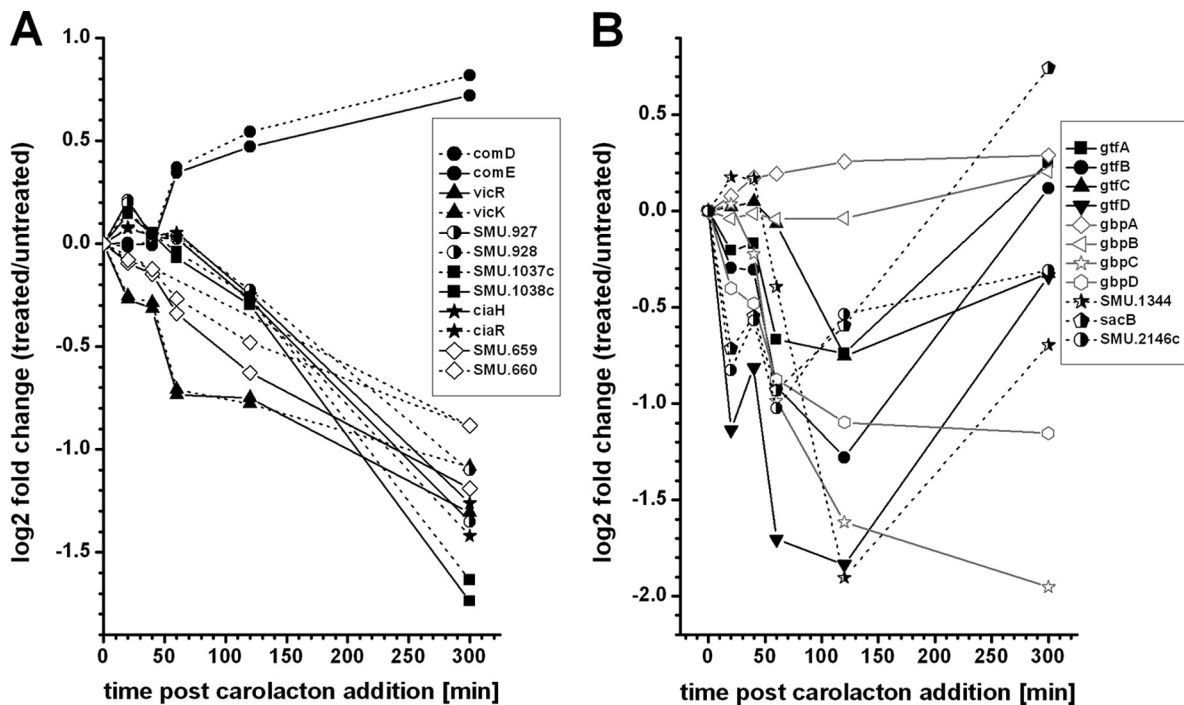 A
log2 fold change (treated/untreated)
1.0
0.5
0.0
-0.5
-1.0
-1.5
0 50 100 150 200 250 300
time post carolacton addition [min]
comD
comE
vicR
vicK
SMU.927
SMU.928
SMU.1037c
SMU.1038c
ciaH
ciaR
SMU.659
SMU.660
B
log2 fold change (treated/untreated)
0.5
0.0
-0.5
-1.0
-1.5
-2.0
0 50 100 150 200 250 300
time post carolacton addition [min]
gtfA
gtfB
gtfC
gtfD
gbpA
gbpB
gbpC
gbpD
SMU.1344
sacB
SMU.2146c